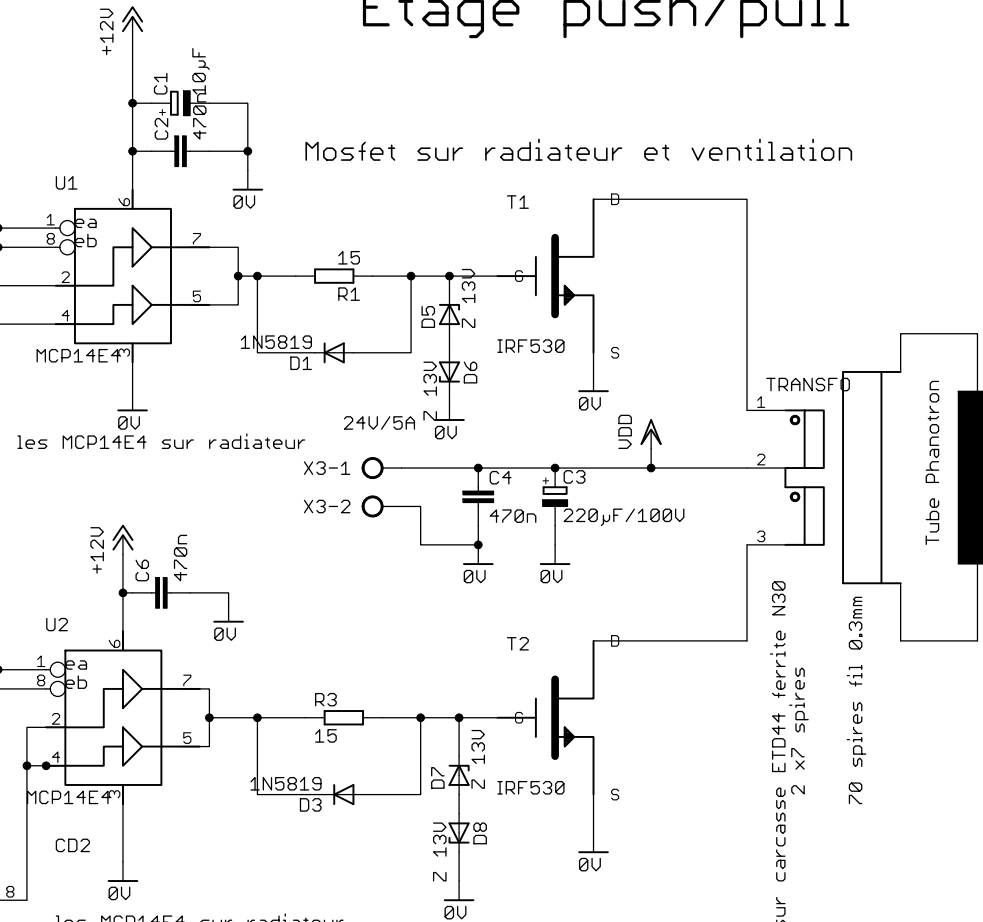 Etage push/pull
+12V
C1
10µF
C2
+
470n
0V
Mosfet sur radiateur et ventilation
U1
6
1
ea
8
eb
2
4
7
5
MCP14E4
3
0V
les MCP14E4 sur radiateur
15
R1
1N5819
D1
D5
Z 13V
Z 13V
D6
0V
T1
D
G
S
IRF530
0V
24V/5A
X3-1
X3-2
C4
470n
0V
+
C3
220µF/100V
0V
VDD
TRANSFO
1
2
3
Tube Phanotron
sur carcasse ETD44 ferrite N30
2 x7 spires
70 spires fil 0.3mm
+12V
C6
470n
0V
U2
6
1
ea
8
eb
2
4
7
5
MCP14E4
3
CD2
0V
8
les MCP14E4 sur radiateur
R3
15
1N5819
D3
D7
Z 13V
Z 13V
D8
0V
T2
D
G
S
IRF530
0V